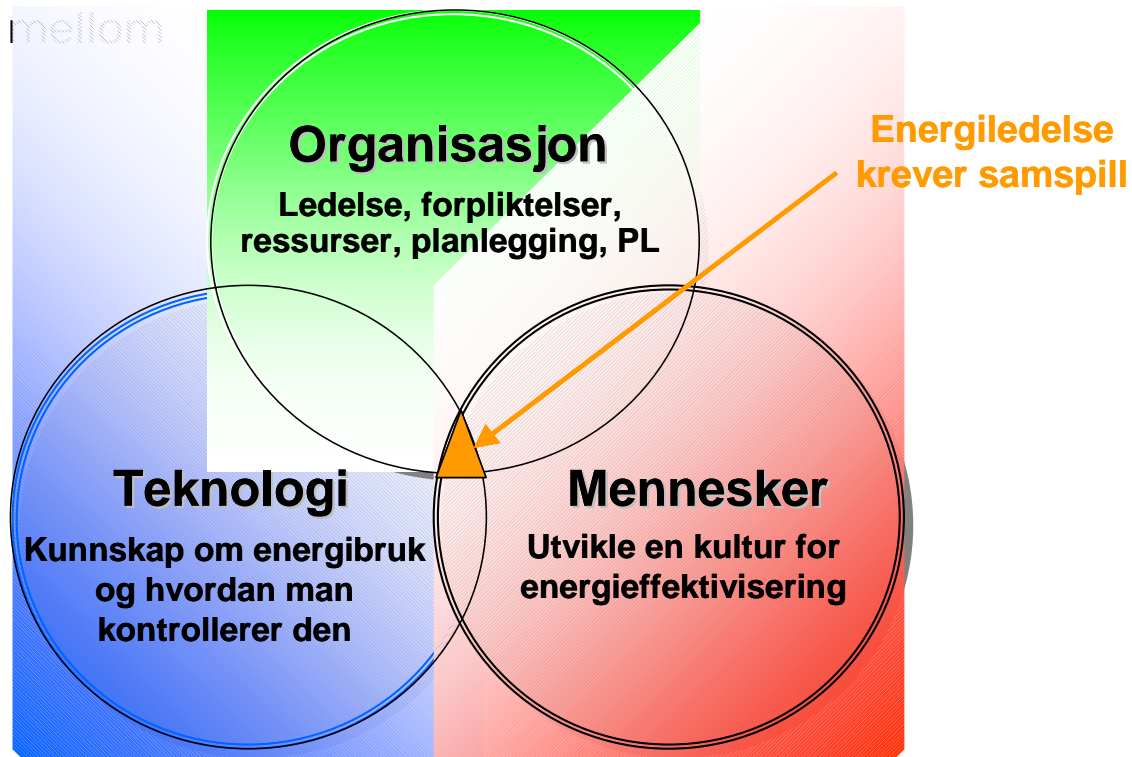 mellom
Organisasjon
Ledelse, forpliktelser,
ressurser, planlegging, PL
Energiledelse
krever samspill
Teknologi
Kunnskap om energibruk
og hvordan man
kontrollerer den
Mennesker
Utvikle en kultur for
energieffektivisering